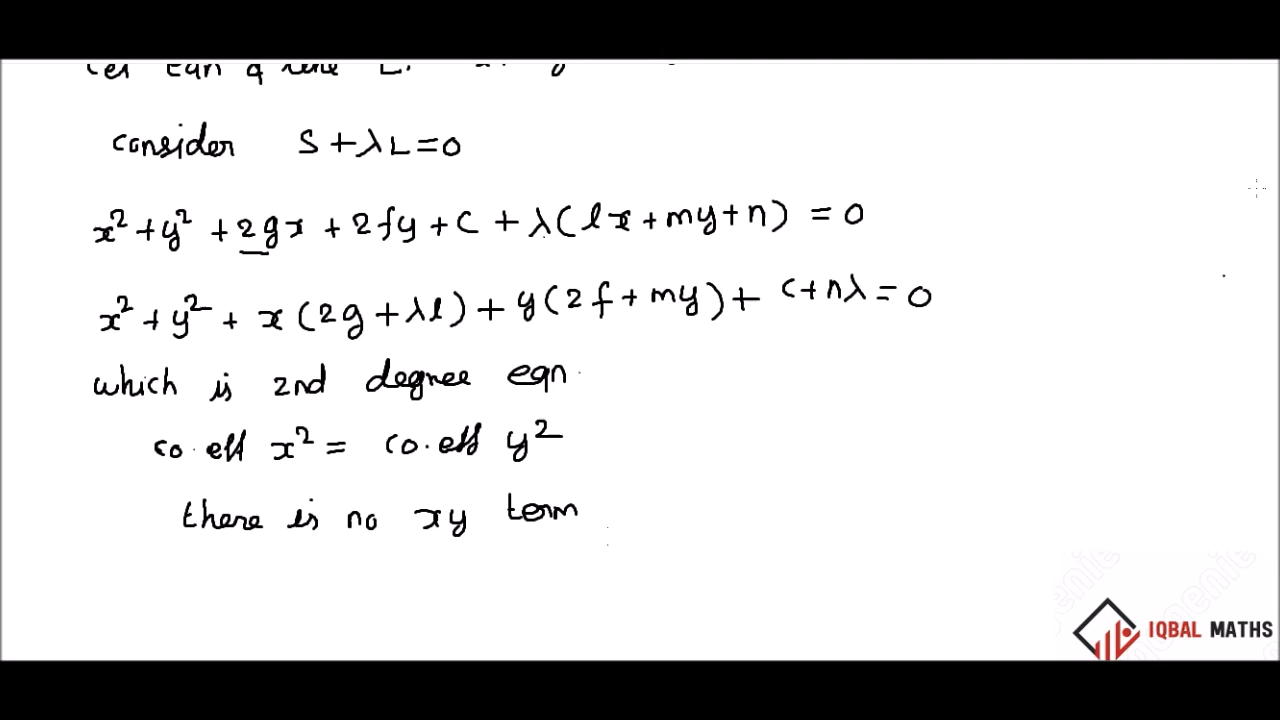 consider S + λL = 0
x² + y² + 2gx + 2fy + c + λ(lx + my + n) = 0
x² + y² + x(2g + λl) + y(2f + my) + c + nλ = 0
which is 2nd degree eqn
co.eff x² = co.eff y²
there is no xy term
IQBAL MATHS